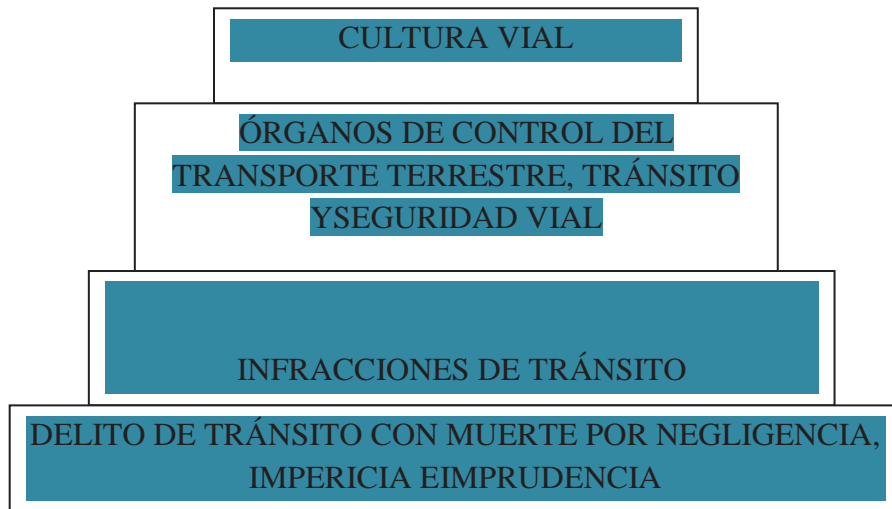 CULTURA VIAL
ÓRGANOS DE CONTROL DEL
TRANSPORTE TERRESTRE, TRÁNSITO
YSEGURIDAD VIAL
INFRACCIONES DE TRÁNSITO
DELITO DE TRÁNSITO CON MUERTE POR NEGLIGENCIA,
IMPERICIA EIMPRUDENCIA